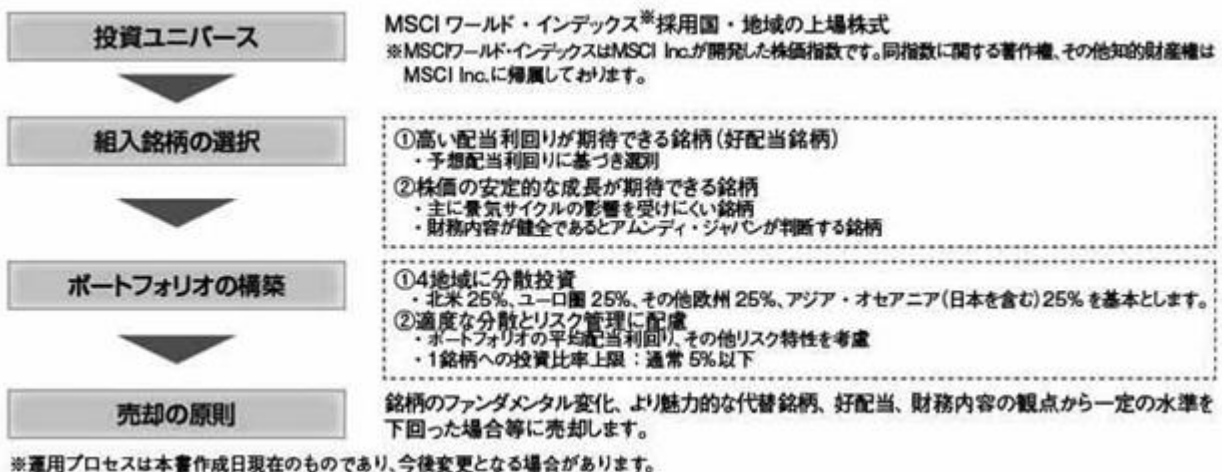 投資ユニバース
MSCI ワールド・インデックス※採用国・地域の上場株式
※MSCIワールド・インデックスはMSCI Inc.が開発した株価指数です。同指数に関する著作権、その他知的財産権は
MSCI Inc.に帰属しております。
組入銘柄の選択
①高い配当利回りが期待できる銘柄(好配当銘柄)
・予想配当利回りに基づき選別
②株価の安定的な成長が期待できる銘柄
・主に景気サイクルの影響を受けにくい銘柄
・財務内容が健全であるとアムンディ・ジャパンが判断する銘柄
ポートフォリオの構築
①4地域に分散投資
・北米 25%、ユーロ圏 25%、その他欧州 25%、アジア・オセアニア(日本を含む)25% を基本とします。
②適度な分散とリスク管理に配慮
・ポートフォリオの平均配当利回り、その他リスク特性を考慮
・1銘柄への投資比率上限：通常 5%以下
売却の原則
銘柄のファンダメンタル変化、より魅力的な代替銘柄、好配当、財務内容の観点から一定の水準を
下回った場合等に売却します。
※運用プロセスは本書作成日現在のものであり、今後変更となる場合があります。